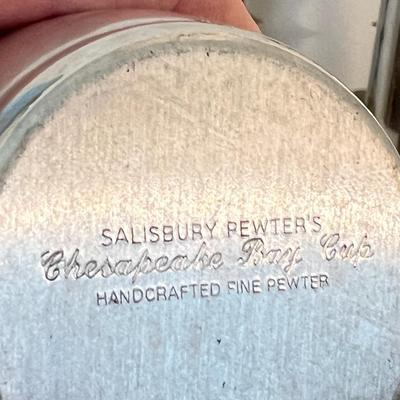 SALISBURY PEWTER'S
Chesapeake Bay Cup
HANDCRAFTED FINE PEWTER